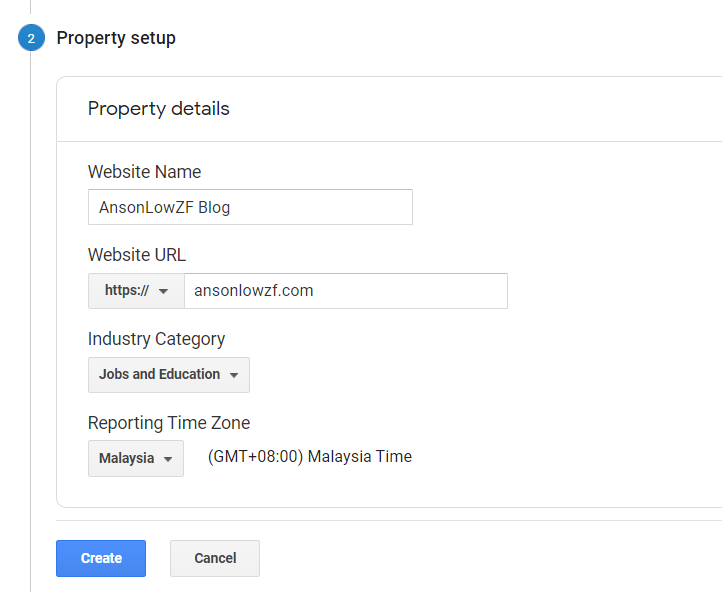 2 Property setup
Property details
Website Name
AnsonLowZF Blog
Website URL
https:// ansonlowzf.com
Industry Category
Jobs and Education
Reporting Time Zone
Malaysia (GMT+08:00) Malaysia Time
Create Cancel